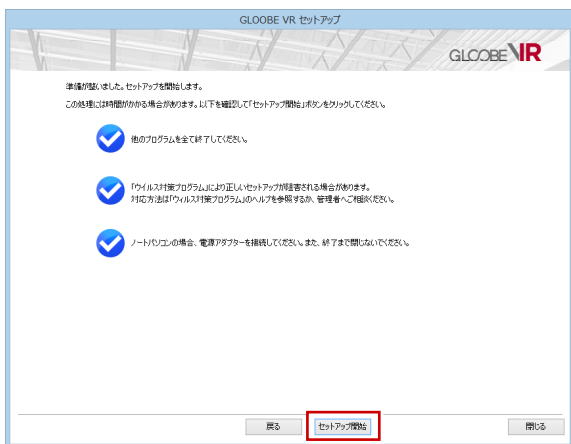 GLOOBE VR セットアップ
GLOOBE VR
準備が整いました。セットアップを開始します。
この処理には時間がかかる場合があります。以下を確認して「セットアップ開始」ボタンをクリックしてください。
他のプログラムを全て終了してください。
「ウイルス対策プログラム」により正しいセットアップが阻害される場合があります。
対応方法は「ウィルス対策プログラム」のヘルプを参照するか、管理者へご相談ください。
ノートパソコンの場合、電源アダプターを接続してください。また、終了まで閉じないでください。
戻る
セットアップ開始
閉じる